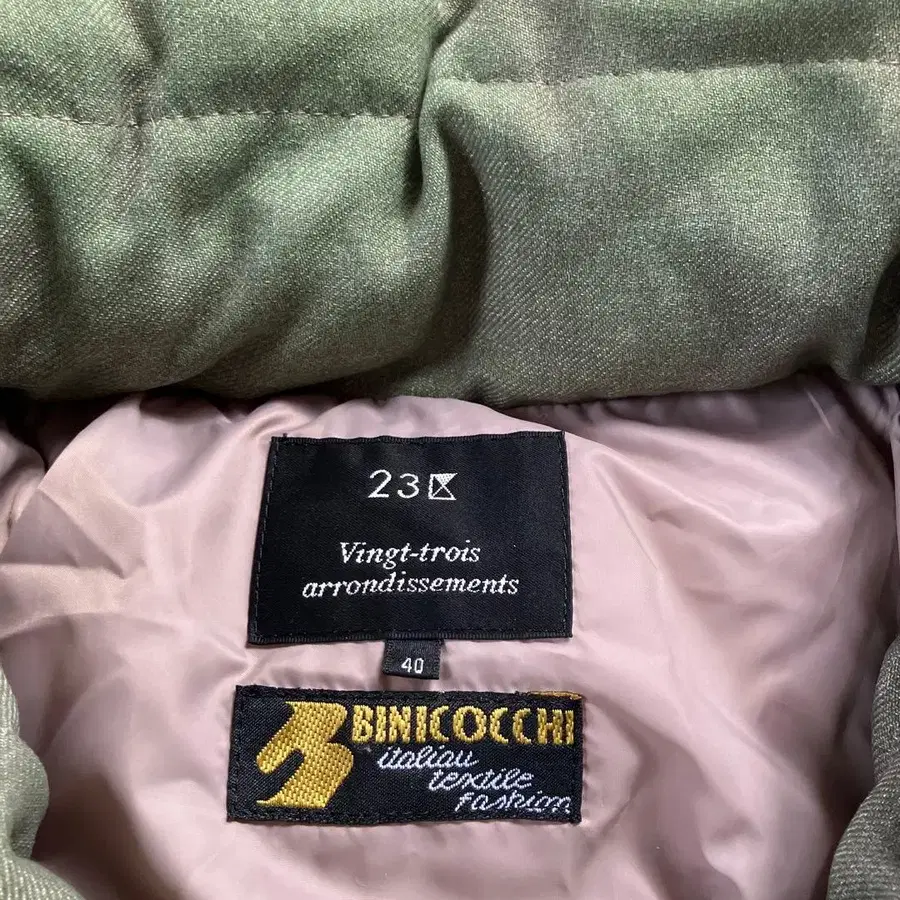 23区
Vingt-trois
arrondissements
40
BINICOCCHI
italian
textile
fashion